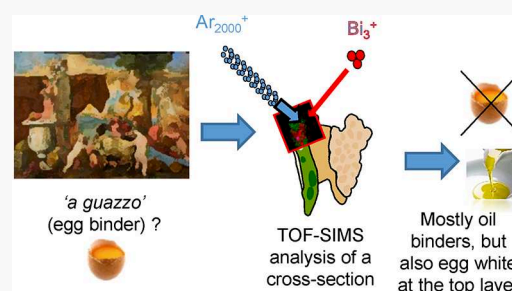 Ar2000+
Bi3+
‘a guazzo’
(egg binder) ?
TOF-SIMS
analysis of a
cross-section
Mostly oil
binders, but
also egg white
at the top laye